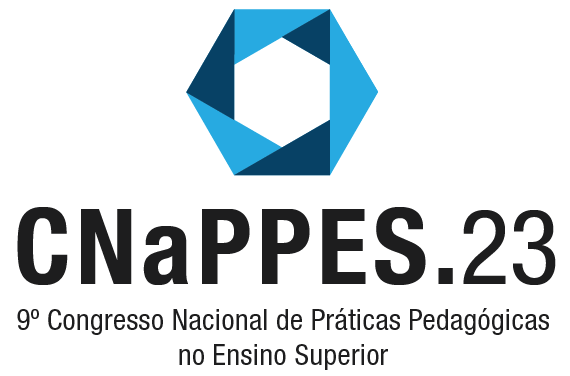 CNaPPES.23
9º Congresso Nacional de Práticas Pedagógicas
no Ensino Superior